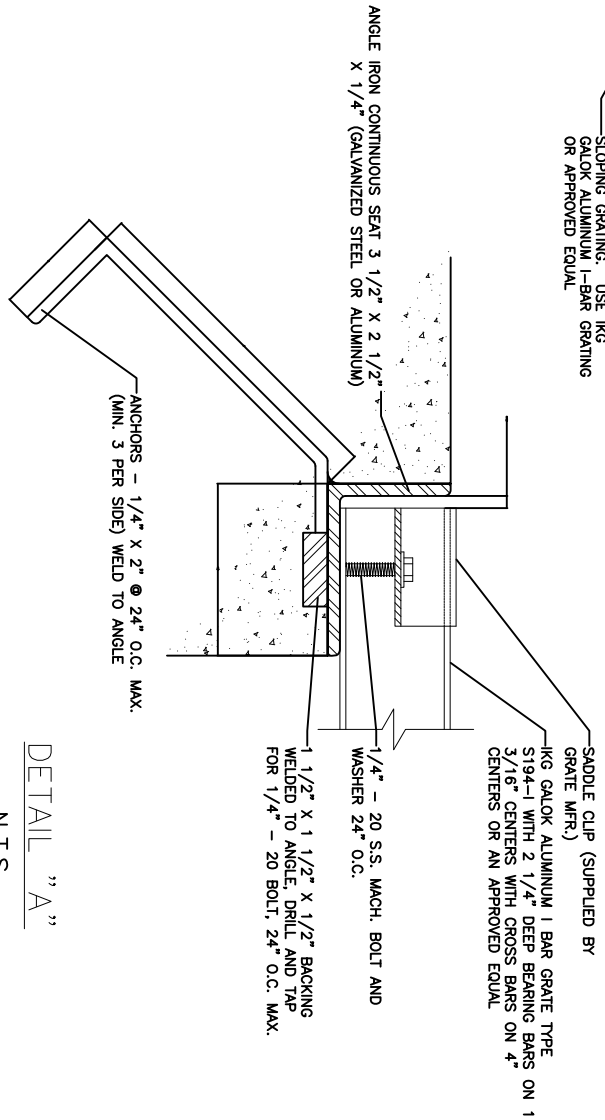 SLOPING GRATING. USE IKG
GALOK ALUMINUM I-BAR GRATING
OR APPROVED EQUAL
ANGLE IRON CONTINUOUS SEAT 3 1/2" X 2 1/2"
X 1/4" (GALVANIZED STEEL OR ALUMINUM)
SADDLE CLIP (SUPPLIED BY
GRATE MFR.)
IKG GALOK ALUMINUM I BAR GRATE TYPE
S194-I WITH 2 1/4" DEEP BEARING BARS ON 1
3/16" CENTERS WITH CROSS BARS ON 4"
CENTERS OR AN APPROVED EQUAL
1/4" - 20 S.S. MACH. BOLT AND
WASHER 24" O.C.
1 1/2" X 1 1/2" X 1/2" BACKING
WELDED TO ANGLE, DRILL AND TAP
FOR 1/4" - 20 BOLT, 24" O.C. MAX.
ANCHORS - 1/4" X 2" @ 24" O.C. MAX.
(MIN. 3 PER SIDE) WELD TO ANGLE
DETAIL "A"
N.T.S.